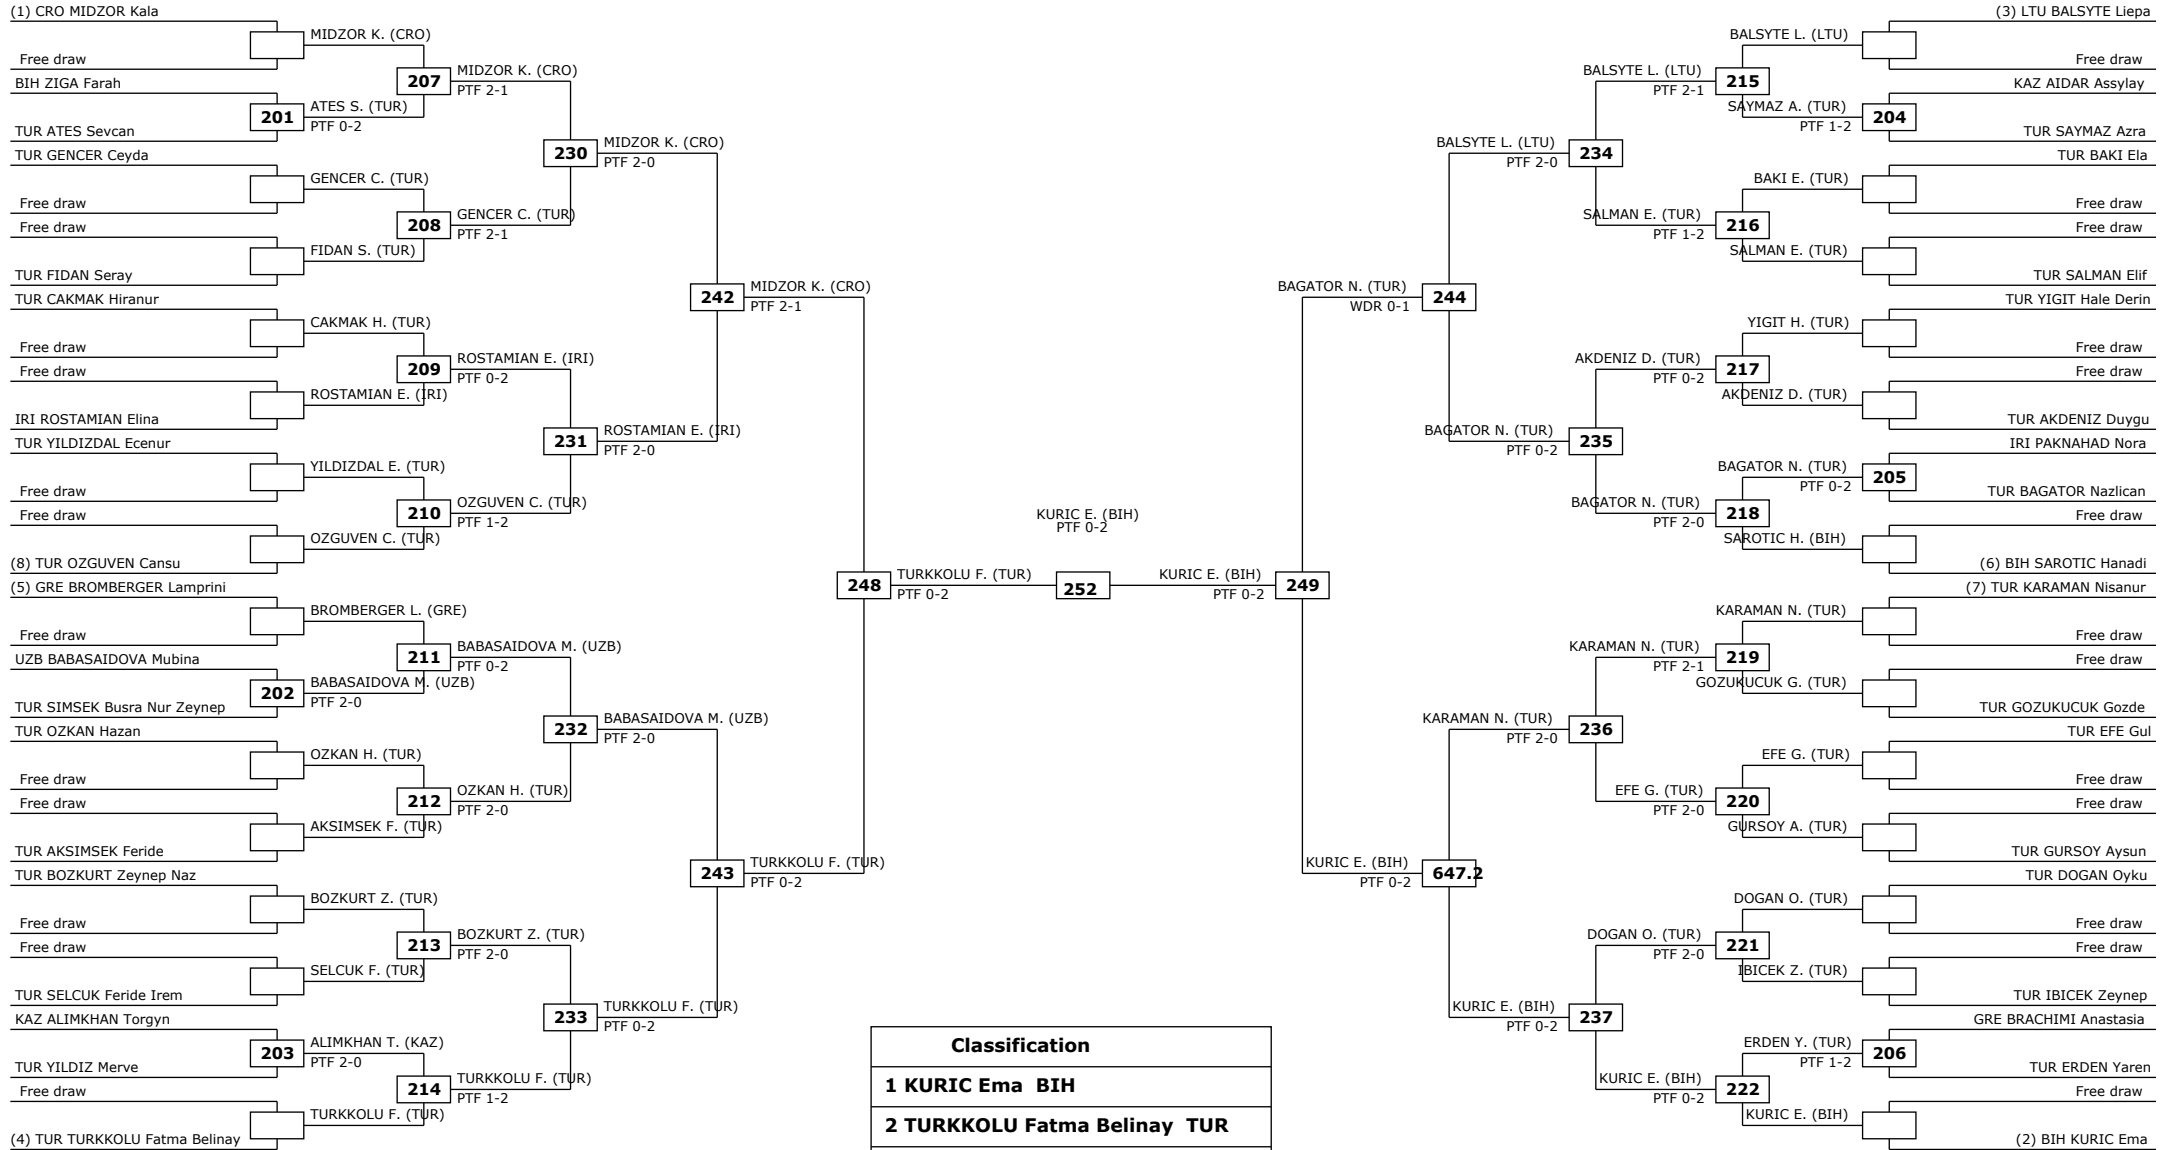 (1) CRO MIDZOR Kala
Free draw
BIH ZIGA Farah
TUR ATES Sevcan
TUR GENCER Ceyda
Free draw
Free draw
TUR FIDAN Seray
TUR CAKMAK Hiranur
Free draw
Free draw
IRI ROSTAMIAN Elina
TUR YILDIZDAL Ecenur
Free draw
Free draw
(8) TUR OZGUVEN Cansu
(5) GRE BROMBERGER Lamprini
Free draw
UZB BABASAIDOVA Mubina
TUR SIMSEK Busra Nur Zeynep
TUR OZKAN Hazan
Free draw
Free draw
TUR AKSIMSEK Feride
TUR BOZKURT Zeynep Naz
Free draw
Free draw
TUR SELCUK Feride Irem
KAZ ALIMKHAN Torgyn
TUR YILDIZ Merve
Free draw
(4) TUR TURKKOLU Fatma Belinay
MIDZOR K. (CRO)
201
ATES S. (TUR)
PTF 0-2
GENCER C. (TUR)
FIDAN S. (TUR)
CAKMAK H. (TUR)
ROSTAMIAN E. (IRI)
YILDIZDAL E. (TUR)
OZGUVEN C. (TUR)
BROMBERGER L. (GRE)
202
BABASAIDOVA M. (UZB)
PTF 2-0
OZKAN H. (TUR)
AKSIMSEK F. (TUR)
BOZKURT Z. (TUR)
SELCUK F. (TUR)
203
ALIMKHAN T. (KAZ)
PTF 2-0
TURKKOLU F. (TUR)
207
MIDZOR K. (CRO)
PTF 2-1
208
GENCER C. (TUR)
PTF 2-1
209
ROSTAMIAN E. (IRI)
PTF 0-2
210
OZGUVEN C. (TUR)
PTF 1-2
211
BABASAIDOVA M. (UZB)
PTF 0-2
212
OZKAN H. (TUR)
PTF 2-0
213
BOZKURT Z. (TUR)
PTF 2-0
214
TURKKOLU F. (TUR)
PTF 1-2
230
MIDZOR K. (CRO)
PTF 2-0
231
ROSTAMIAN E. (IRI)
PTF 2-0
232
BABASAIDOVA M. (UZB)
PTF 2-0
233
TURKKOLU F. (TUR)
PTF 0-2
242
MIDZOR K. (CRO)
PTF 2-1
243
TURKKOLU F. (TUR)
PTF 0-2
248
TURKKOLU F. (TUR)
PTF 0-2
KURIC E. (BIH)
PTF 0-2
252
KURIC E. (BIH)
PTF 0-2
249
BAGATOR N. (TUR)
WDR 0-1
244
KURIC E. (BIH)
PTF 0-2
647.2
BALSYTE L. (LTU)
PTF 2-0
234
BAGATOR N. (TUR)
PTF 0-2
235
KARAMAN N. (TUR)
PTF 2-0
236
KURIC E. (BIH)
PTF 0-2
237
BALSYTE L. (LTU)
PTF 2-1
215
SALMAN E. (TUR)
PTF 1-2
216
AKDENIZ D. (TUR)
PTF 0-2
217
BAGATOR N. (TUR)
PTF 2-0
218
KARAMAN N. (TUR)
PTF 2-1
219
EFE G. (TUR)
PTF 2-0
220
DOGAN O. (TUR)
PTF 2-0
221
KURIC E. (BIH)
PTF 0-2
222
BALSYTE L. (LTU)
SAYMAZ A. (TUR)
PTF 1-2
204
BAKI E. (TUR)
SALMAN E. (TUR)
YIGIT H. (TUR)
AKDENIZ D. (TUR)
BAGATOR N. (TUR)
PTF 0-2
205
SAROTIC H. (BIH)
KARAMAN N. (TUR)
GOZUKUCUK G. (TUR)
EFE G. (TUR)
GURSOY A. (TUR)
DOGAN O. (TUR)
IBICEK Z. (TUR)
ERDEN Y. (TUR)
PTF 1-2
206
KURIC E. (BIH)
(3) LTU BALSYTE Liepa
Free draw
KAZ AIDAR Assylay
TUR SAYMAZ Azra
TUR BAKI Ela
Free draw
Free draw
TUR SALMAN Elif
TUR YIGIT Hale Derin
Free draw
Free draw
TUR AKDENIZ Duygu
IRI PAKNAHAD Nora
TUR BAGATOR Nazlican
Free draw
(6) BIH SAROTIC Hanadi
(7) TUR KARAMAN Nisanur
Free draw
Free draw
TUR GOZUKUCUK Gozde
TUR EFE Gul
Free draw
Free draw
TUR GURSOY Aysun
TUR DOGAN Oyku
Free draw
Free draw
TUR IBICEK Zeynep
GRE BRACHIMI Anastasia
TUR ERDEN Yaren
Free draw
(2) BIH KURIC Ema
Classification
1 KURIC Ema BIH
2 TURKKOLU Fatma Belinay TUR